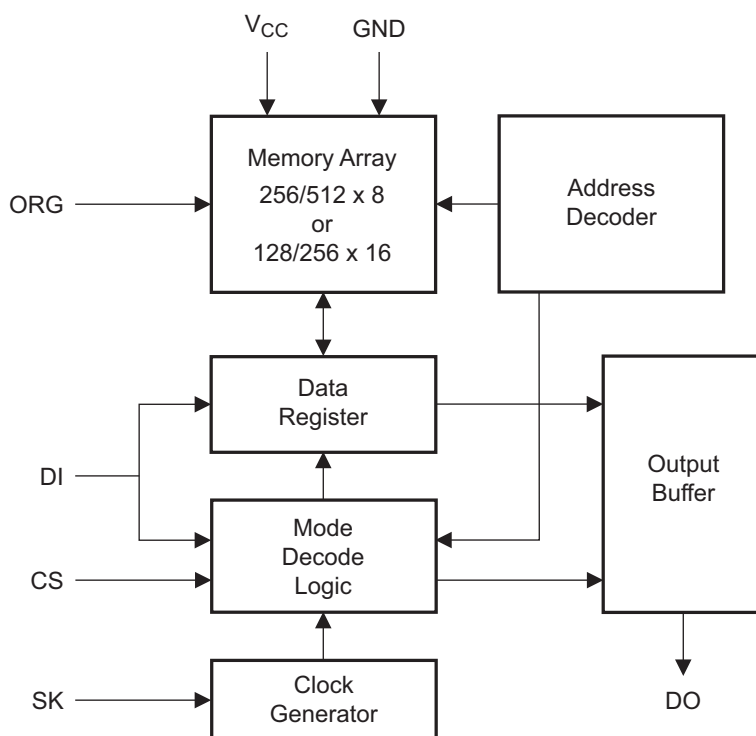 VCC
GND
Memory Array
256/512 x 8
or
128/256 x 16
Address
Decoder
ORG
Data
Register
DI
Output
Buffer
Mode
Decode
Logic
CS
Clock
Generator
SK
DO